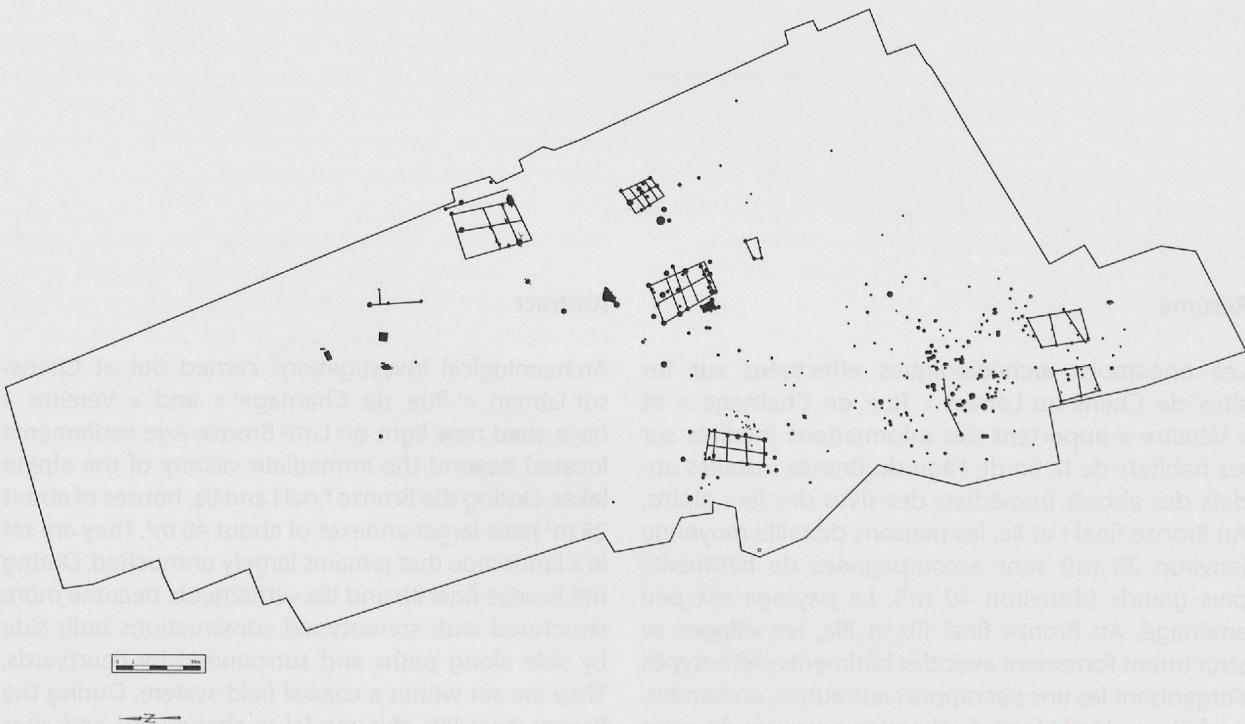 Résumé
Les opérations archéologiques effectuées sur les
sites de Chens-sur-Léman « Rue de Charnage » et
« Véreître » apportent des informations sur
les habitats de la fin de l'âge du Bronze situés au-
delà des abords immédiats des rives des lacs alpins.
Au Bronze final I et IIa, les maisons de taille moyenne
(environ 25 m²) sont accompagnées de bâtiments
plus grands (d'environ 40 m²). Le paysage est peu
aménagé. Au Bronze final IIb et IIIa, les villages se
structurent fortement avec des bâtiments stéréotypés
s'organisant les uns par rapport aux autres, en bandes,
Abstract
Archaeological investigations carried out at Chens-
sur-Léman « Rue de Charnage » and « Véreître »
have shed new light on Late Bronze Age settlements
located beyond the immediate vicinity of the alpine
lakes. During the Bronze final I and IIa, houses of about
25 m² have larger annexes of about 40 m². They are set
in a landscape that remains largely untouched. During
the Bronze final IIb and IIIa settlements become more
structured with stereotyped constructions built side
by side along paths and surrounded by courtyards.
They are set within a coaxial field system. During the
N